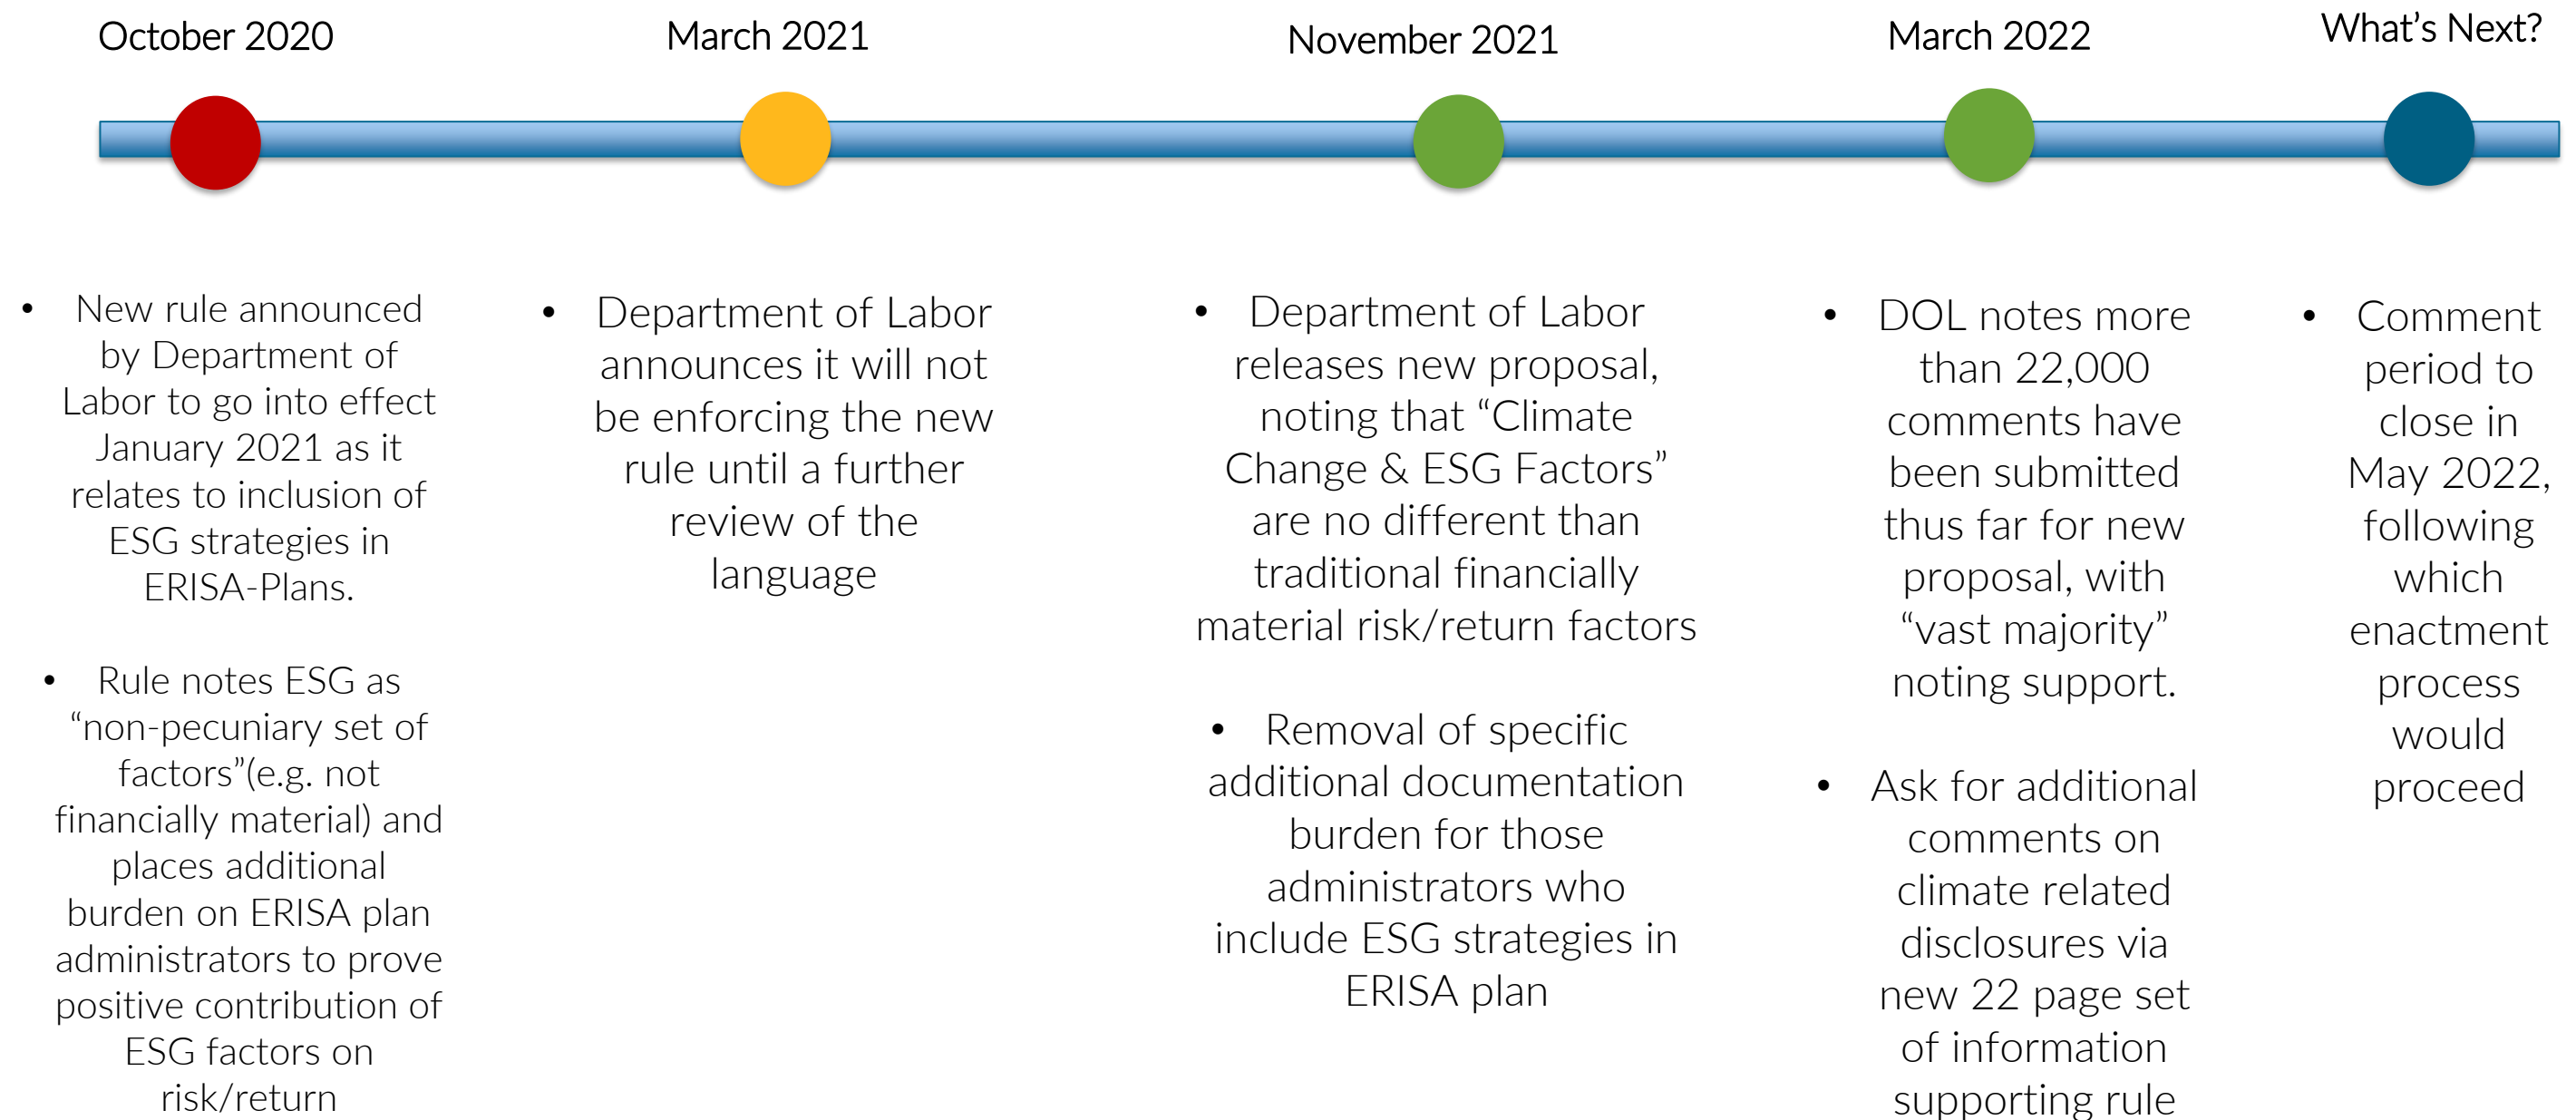 October 2020
• New rule announced
by Department of
Labor to go into effect
January 2021 as it
relates to inclusion of
ESG strategies in
ERISA-Plans.
• Rule notes ESG as
“non-pecuniary set of
factors”(e.g. not
financially material) and
places additional
burden on ERISA plan
administrators to prove
positive contribution of
ESG factors on
risk/return
March 2021
• Department of Labor
announces it will not
be enforcing the new
rule until a further
review of the
language
November 2021
• Department of Labor
releases new proposal,
noting that “Climate
Change & ESG Factors”
are no different than
traditional financially
material risk/return factors
• Removal of specific
additional documentation
burden for those
administrators who
include ESG strategies in
ERISA plan
March 2022
• DOL notes more
than 22,000
comments have
been submitted
thus far for new
proposal, with
“vast majority”
noting support.
• Ask for additional
comments on
climate related
disclosures via
new 22 page set
of information
supporting rule
What’s Next?
• Comment
period to
close in
May 2022,
following
which
enactment
process
would
proceed